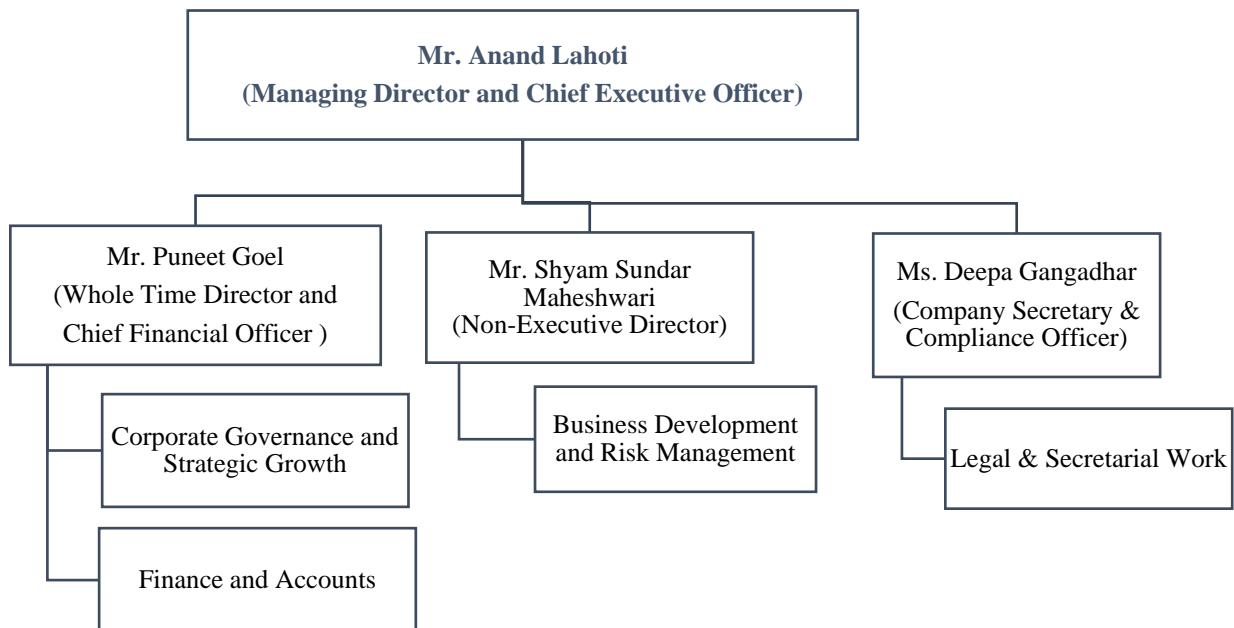 Mr. Anand Lahoti
(Managing Director and Chief Executive Officer)
Mr. Puneet Goel
(Whole Time Director and
Chief Financial Officer )
Corporate Governance and
Strategic Growth
Finance and Accounts
Mr. Shyam Sundar
Maheshwari
(Non-Executive Director)
Business Development
and Risk Management
Ms. Deepa Gangadhar
(Company Secretary &
Compliance Officer)
Legal & Secretarial Work